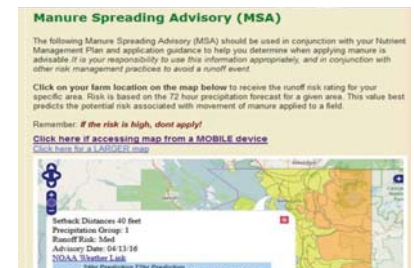 Manure Spreading Advisory (MSA)
The following Manure Spreading Advisory (MSA) should be used in conjunction with your Nutrient
Management Plan and application guidance to help you determine when applying manure is
advisable. It is your responsibility to use this information appropriately, and in conjunction with
other risk management practices to avoid a runoff event.
Click on your farm location on the map below to receive the runoff risk rating for your
specific area. Risk is based on the 72 hour precipitation forecast for a given area. This value best
predicts the potential risk associated with movement of manure applied to a field.
Remember: if the risk is high, dont apply!
Click here if accessing map from a MOBILE device
Click here for a LARGER map
Setback Distances 40 feet
Precipitation Group: 1
Runoff Risk: Med
Advisory Date: 04/13/16
NOAA Weather Link
24hr Prediction 72hr Prediction